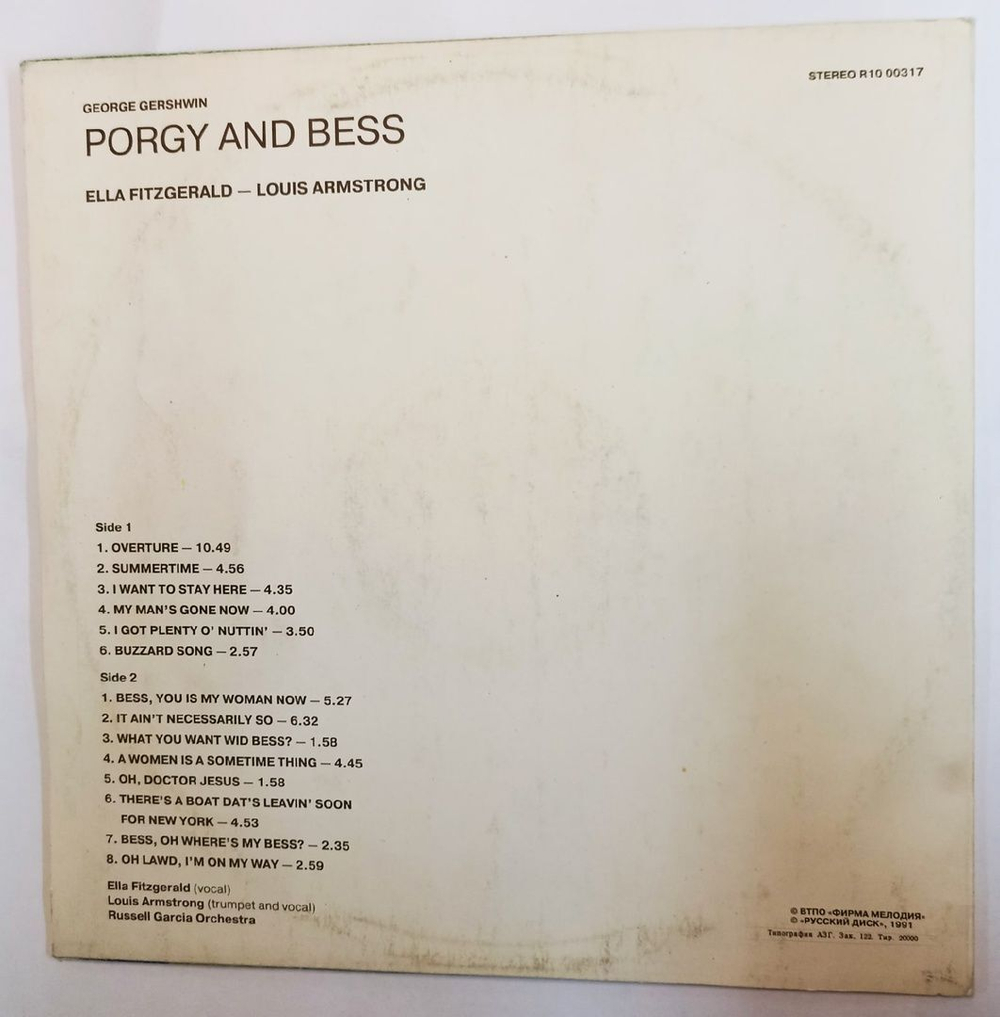 STEREO R10 00317
GEORGE GERSHWIN
PORGY AND BESS
ELLA FITZGERALD — LOUIS ARMSTRONG
Side 1
1. OVERTURE — 10.49
2. SUMMERTIME — 4.56
3. I WANT TO STAY HERE — 4.35
4. MY MAN'S GONE NOW — 4.00
5. I GOT PLENTY O' NUTTIN' — 3.50
6. BUZZARD SONG — 2.57
Side 2
1. BESS, YOU IS MY WOMAN NOW — 5.27
2. IT AIN'T NECESSARILY SO — 6.32
3. WHAT YOU WANT WID BESS? — 1.58
4. A WOMEN IS A SOMETIME THING — 4.45
5. OH, DOCTOR JESUS — 1.58
6. THERE'S A BOAT DAT'S LEAVIN' SOON
FOR NEW YORK — 4.53
7. BESS, OH WHERE'S MY BESS? — 2.35
8. OH LAWD, I'M ON MY WAY — 2.59
Ella Fitzgerald (vocal)
Louis Armstrong (trumpet and vocal)
Russell Garcia Orchestra
© ВТПО «ФИРМА МЕЛОДИЯ»
© «РУССКИЙ ДИСК», 1991
Типография АЗГ. Зак. 122. Тир. 20000